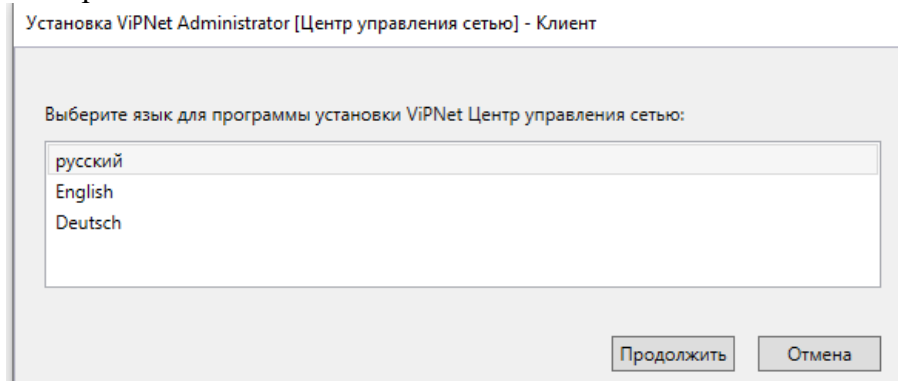 Установка ViPNet Administrator [Центр управления сетью] - Клиент
Выберите язык для программы установки ViPNet Центр управления сетью:
русский
English
Deutsch
Продолжить Отмена